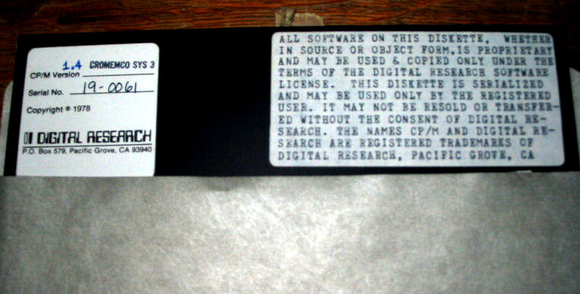 1.4 CROMEMCO SYS 3
CP/M Version
Serial No. 19-0061
Copyright © 1978
DIGITAL RESEARCH
P.O. Box 579, Pacific Grove, CA 93940
ALL SOFTWARE ON THIS DISKETTE, WHETHER
IN SOURCE OR OBJECT FORM,IS PROPRIETARY
AND MAY BE USED & COPIED ONLY UNDER THE
TERMS OF THE DIGITAL RESEARCH SOFTWARE
LICENSE. THIS DISKETTE IS SERIALIZED
AND MAY BE USED ONLY BY THE REGISTERED
USER. IT MAY NOT BE RESOLD OR TRANSFER-
ED WITHOUT THE CONSENT OF DIGITAL RE-
SEARCH. THE NAMES CP/M AND DIGITAL RE-
SEARCH ARE REGISTERED TRADEMARKS OF
DIGITAL RESEARCH, PACIFIC GROVE, CA